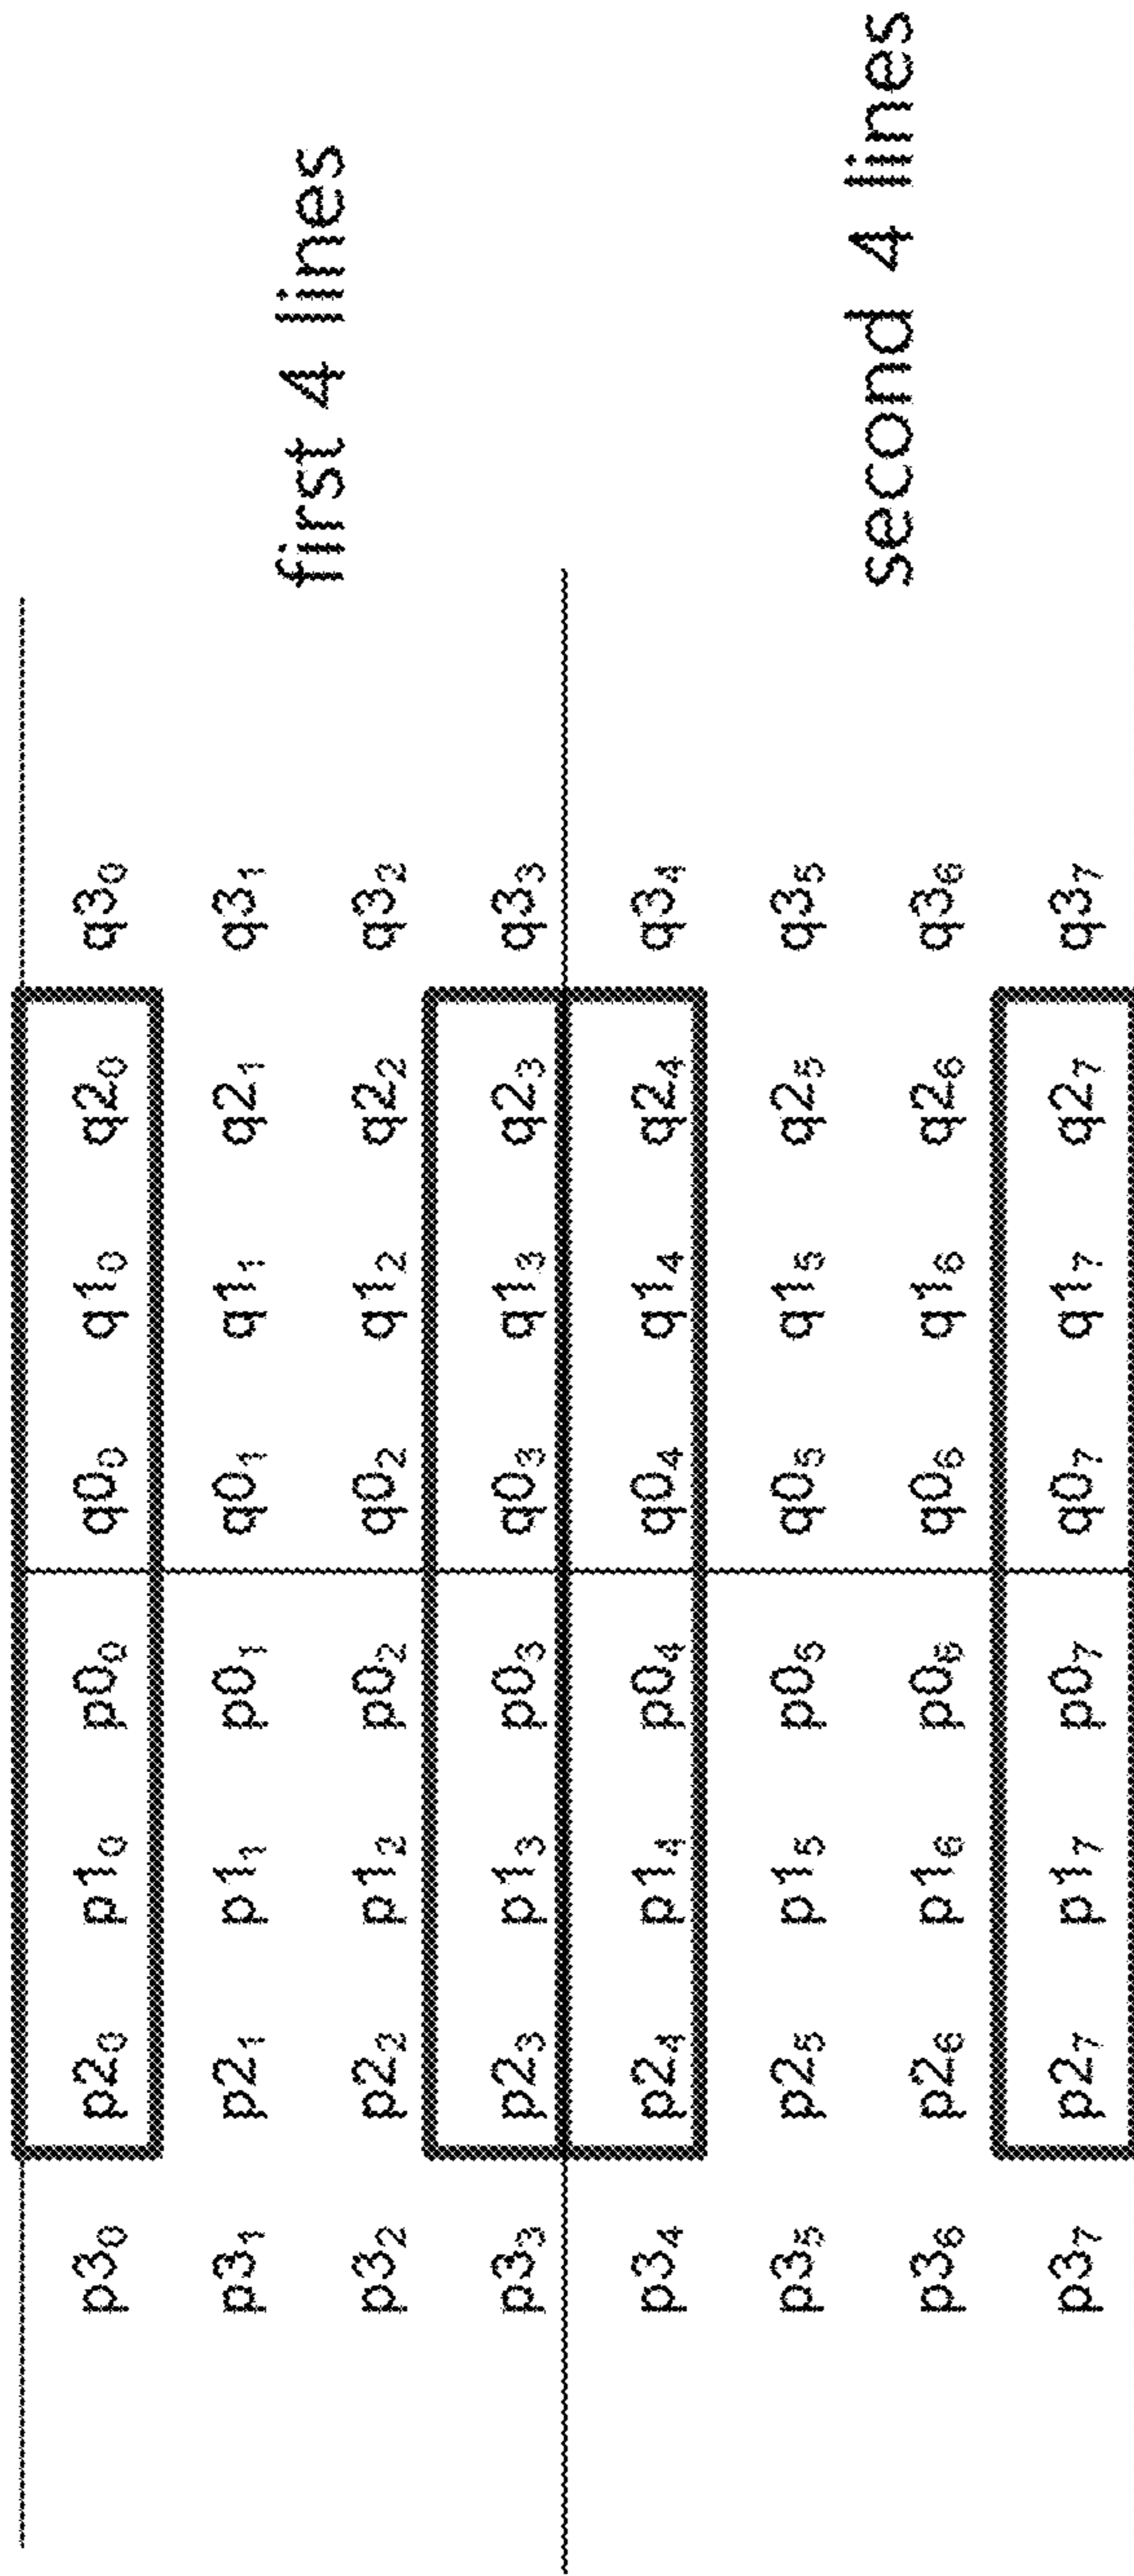 p3₀ p2₀ p1₀ p0₀ q0₀ q1₀ q2₀ q3₀
p3₁ p2₁ p1₁ p0₁ q0₁ q1₁ q2₁ q3₁
first 4 lines
p3₂ p2₂ p1₂ p0₂ q0₂ q1₂ q2₂ q3₂
p3₃ p2₃ p1₃ p0₃ q0₃ q1₃ q2₃ q3₃
p3₄ p2₄ p1₄ p0₄ q0₄ q1₄ q2₄ q3₄
p3₅ p2₅ p1₅ p0₅ q0₅ q1₅ q2₅ q3₅
second 4 lines
p3₆ p2₆ p1₆ p0₆ q0₆ q1₆ q2₆ q3₆
p3₇ p2₇ p1₇ p0₇ q0₇ q1₇ q2₇ q3₇